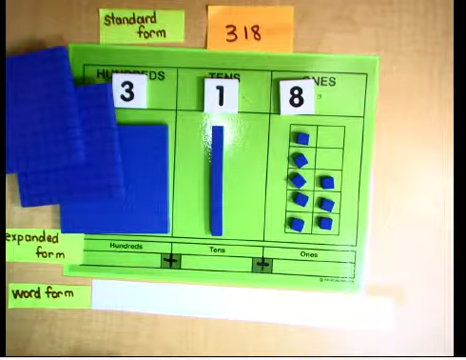 Standard form
318
HUNDREDS TENS ONES
3 1 8
expanded form
Hundreds Tens Ones
+ +
word form